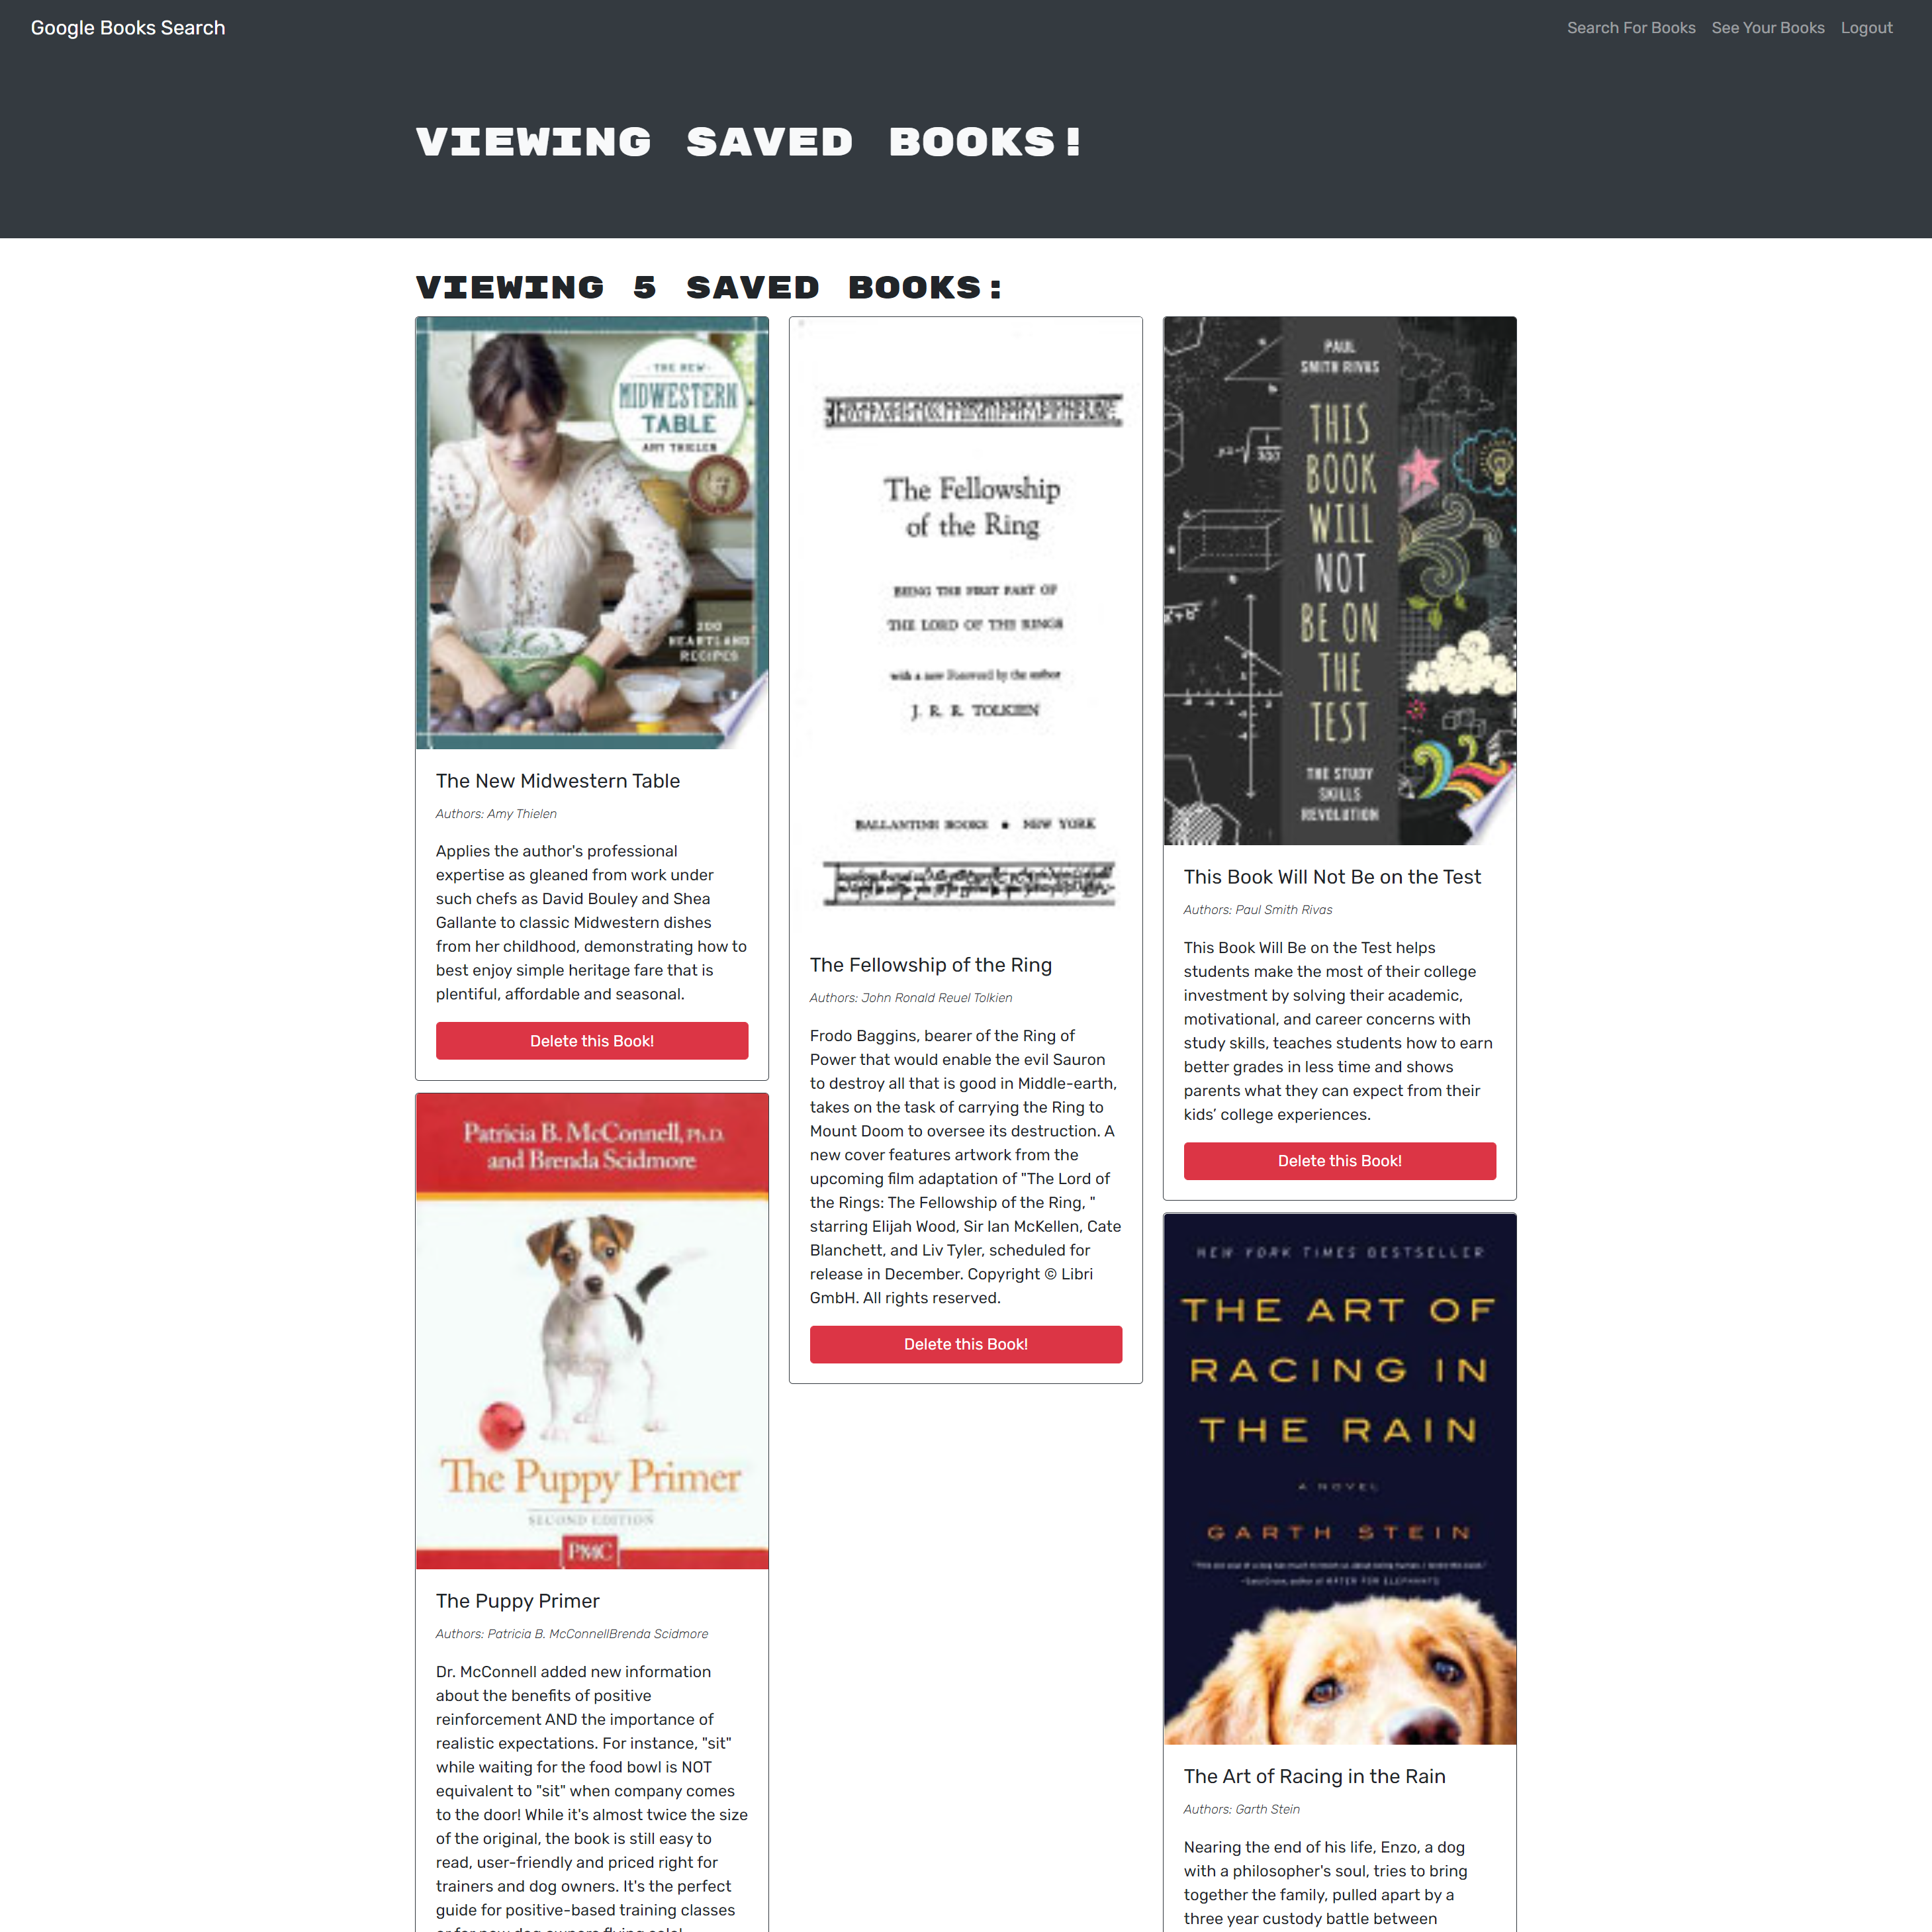 Google Books Search
Search For Books
See Your Books
Logout
VIEWING SAVED BOOKS!
VIEWING 5 SAVED BOOKS:
THE NEW
MIDWESTERN
TABLE
AMY THIELEN
200
HEARTLAND
RECIPES
The New Midwestern Table
Authors: Amy Thielen
Applies the author's professional
expertise as gleaned from work under
such chefs as David Bouley and Shea
Gallante to classic Midwestern dishes
from her childhood, demonstrating how to
best enjoy simple heritage fare that is
plentiful, affordable and seasonal.
Delete this Book!
Patricia B. McConnell, Ph.D.
and Brenda Scidmore
The Puppy Primer
SECOND EDITION
PMC
The Puppy Primer
Authors: Patricia B. McConnellBrenda Scidmore
Dr. McConnell added new information
about the benefits of positive
reinforcement AND the importance of
realistic expectations. For instance, "sit"
while waiting for the food bowl is NOT
equivalent to "sit" when company comes
to the door! While it's almost twice the size
of the original, the book is still easy to
read, user-friendly and priced right for
trainers and dog owners. It's the perfect
guide for positive-based training classes
The Fellowship
of the Ring
BEING THE FIRST PART OF
THE LORD OF THE RINGS
with a new Foreword by the author
J. R. R. TOLKIEN
BALLANTINE BOOKS • NEW YORK
The Fellowship of the Ring
Authors: John Ronald Reuel Tolkien
Frodo Baggins, bearer of the Ring of
Power that would enable the evil Sauron
to destroy all that is good in Middle-earth,
takes on the task of carrying the Ring to
Mount Doom to oversee its destruction. A
new cover features artwork from the
upcoming film adaptation of "The Lord of
the Rings: The Fellowship of the Ring, "
starring Elijah Wood, Sir Ian McKellen, Cate
Blanchett, and Liv Tyler, scheduled for
release in December. Copyright © Libri
GmbH. All rights reserved.
Delete this Book!
PAUL
SMITH RIVAS
THIS
BOOK
WILL
NOT
BE ON
THE
TEST
THE STUDY
SKILLS
REVOLUTION
This Book Will Not Be on the Test
Authors: Paul Smith Rivas
This Book Will Be on the Test helps
students make the most of their college
investment by solving their academic,
motivational, and career concerns with
study skills, teaches students how to earn
better grades in less time and shows
parents what they can expect from their
kids’ college experiences.
Delete this Book!
NEW YORK TIMES BESTSELLER
THE ART OF
RACING IN
THE RAIN
A NOVEL
GARTH STEIN
The Art of Racing in the Rain
Authors: Garth Stein
Nearing the end of his life, Enzo, a dog
with a philosopher's soul, tries to bring
together the family, pulled apart by a
three year custody battle between